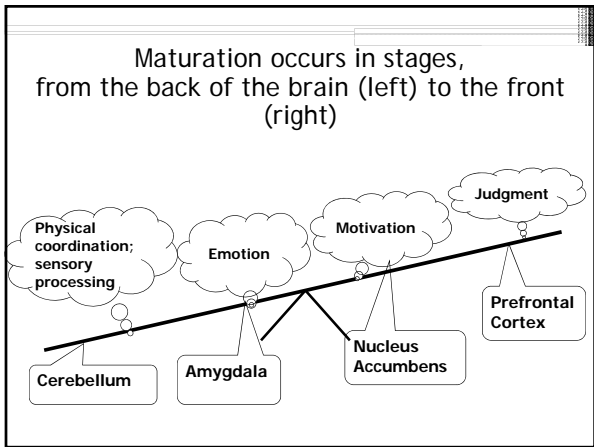 Maturation occurs in stages,
from the back of the brain (left) to the front
(right)
Physical
coordination;
sensory
processing
Emotion
Motivation
Judgment
Cerebellum
Amygdala
Nucleus
Accumbens
Prefrontal
Cortex